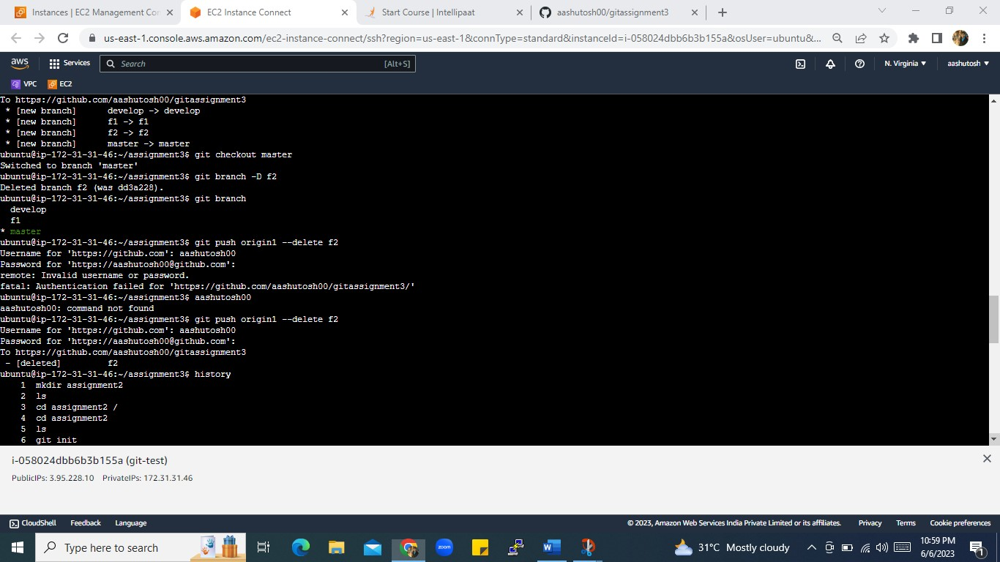 Instances | EC2 Management Con
EC2 Instance Connect
Start Course | Intellipaat
aashutosh00/gitassignment3
us-east-1.console.aws.amazon.com/ec2-instance-connect/ssh?region=us-east-1&connType=standard&instanceId=i-058024dbb6b3b155a&osUser=ubuntu&...
aws
Services
Search
[Alt+S]
N. Virginia
aashutosh
VPC
EC2
To https://github.com/aashutosh00/gitassignment3
* [new branch] develop -> develop
* [new branch] f1 -> f1
* [new branch] f2 -> f2
* [new branch] master -> master
ubuntu@ip-172-31-31-46:~/assignment3$ git checkout master
Switched to branch 'master'
ubuntu@ip-172-31-31-46:~/assignment3$ git branch -D f2
Deleted branch f2 (was dd3a228).
ubuntu@ip-172-31-31-46:~/assignment3$ git branch
develop
f1
* master
ubuntu@ip-172-31-31-46:~/assignment3$ git push origin1 --delete f2
Username for 'https://github.com': aashutosh00
Password for 'https://aashutosh00@github.com':
remote: Invalid username or password.
fatal: Authentication failed for 'https://github.com/aashutosh00/gitassignment3/'
ubuntu@ip-172-31-31-46:~/assignment3$ aashutosh00
aashutosh00: command not found
ubuntu@ip-172-31-31-46:~/assignment3$ git push origin1 --delete f2
Username for 'https://github.com': aashutosh00
Password for 'https://aashutosh00@github.com':
To https://github.com/aashutosh00/gitassignment3
- [deleted] f2
ubuntu@ip-172-31-31-46:~/assignment3$ history
1 mkdir assignment2
2 ls
3 cd assignment2 /
4 cd assignment2
5 ls
6 git init
i-058024dbb6b3b155a (git-test)
PublicIPs: 3.95.228.10 PrivateIPs: 172.31.31.46
CloudShell
Feedback
Language
© 2023, Amazon Web Services India Private Limited or its affiliates.
Privacy
Terms
Cookie preferences
Type here to search
zoom
31°C Mostly cloudy
10:59 PM
6/6/2023
1